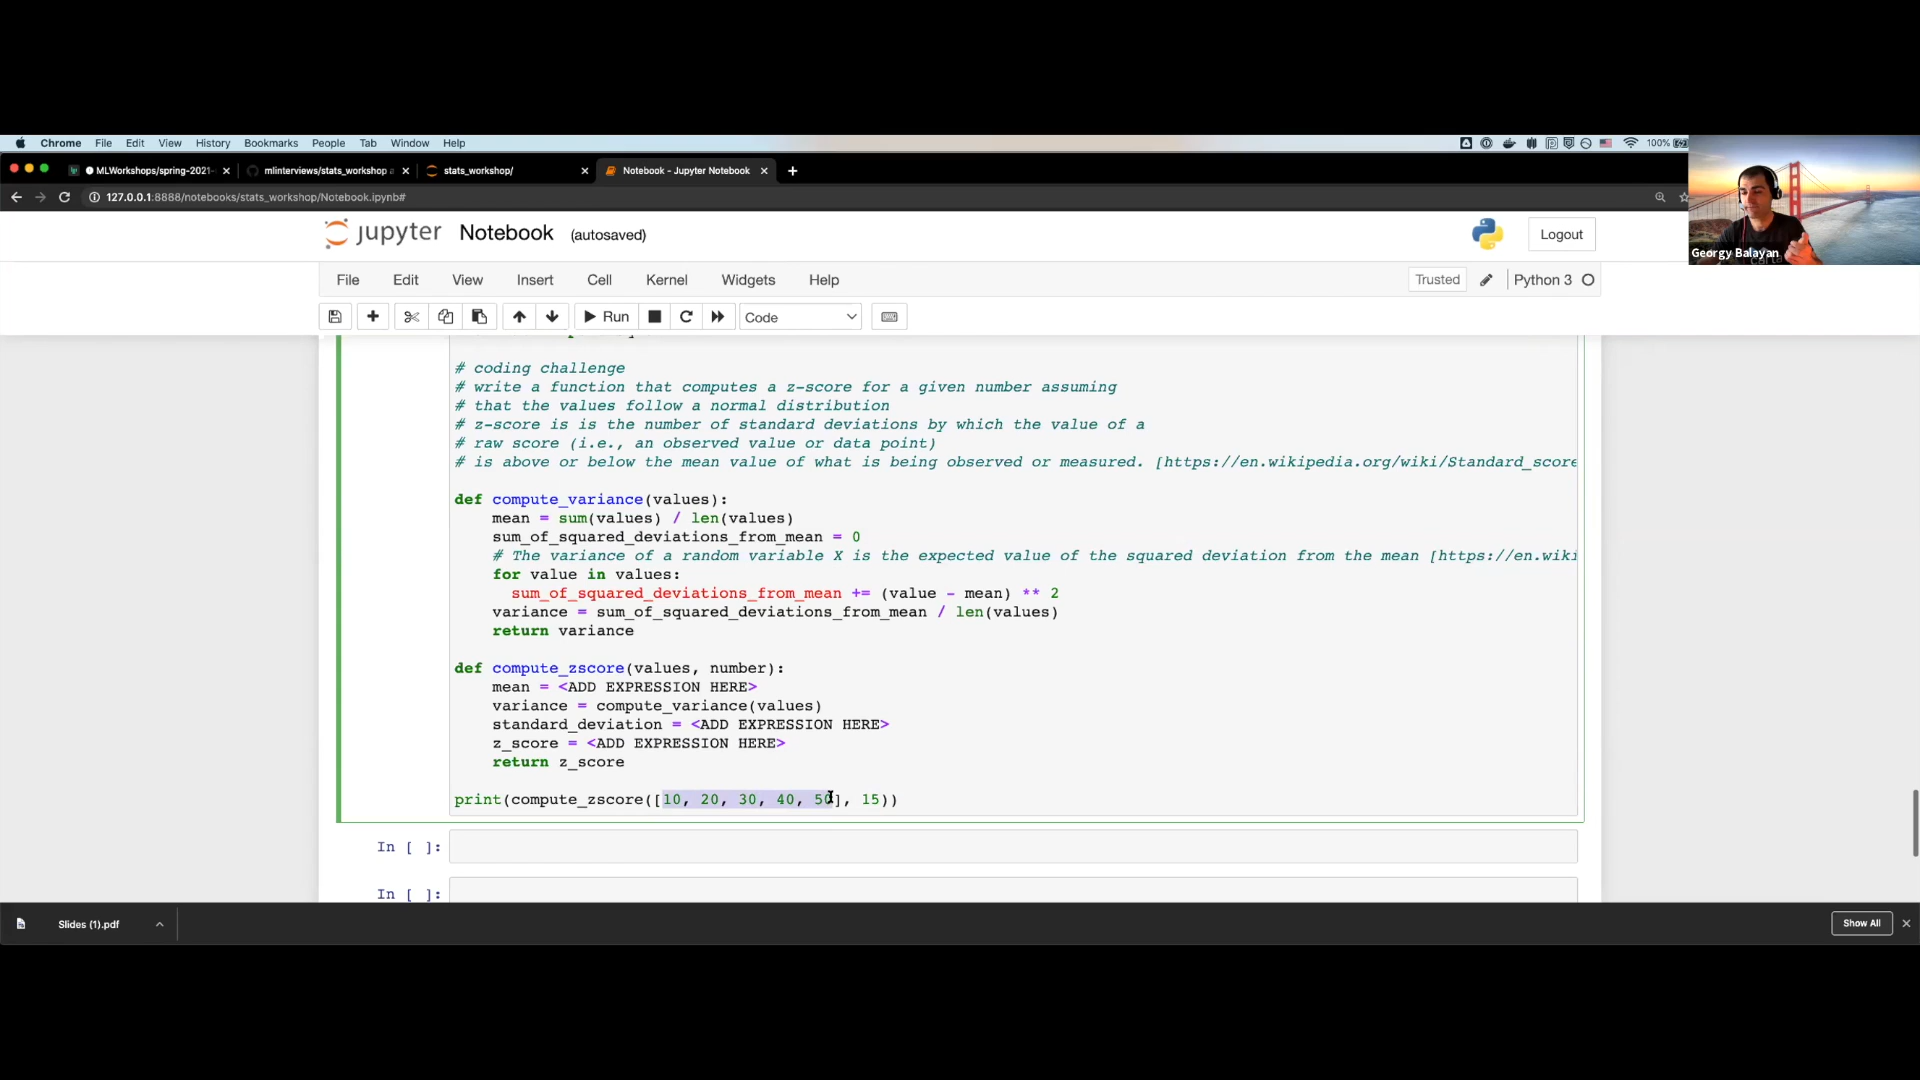 Chrome File Edit View History Bookmarks People Tab Window Help 100%
MLWorkshops/spring-2021- mlinterviews/stats_workshop stats_workshop/ Notebook - Jupyter Notebook
127.0.0.1:8888/notebooks/stats_workshop/Notebook.ipynb#
jupyter Notebook (autosaved) Logout
Georgy Balayan
File Edit View Insert Cell Kernel Widgets Help Trusted Python 3
Run Code
# coding challenge
# write a function that computes a z-score for a given number assuming
# that the values follow a normal distribution
# z-score is is the number of standard deviations by which the value of a
# raw score (i.e., an observed value or data point)
# is above or below the mean value of what is being observed or measured. [https://en.wikipedia.org/wiki/Standard_score
def compute_variance(values):
mean = sum(values) / len(values)
sum_of_squared_deviations_from_mean = 0
# The variance of a random variable X is the expected value of the squared deviation from the mean [https://en.wiki
for value in values:
sum_of_squared_deviations_from_mean += (value - mean) ** 2
variance = sum_of_squared_deviations_from_mean / len(values)
return variance
def compute_zscore(values, number):
mean = <ADD EXPRESSION HERE>
variance = compute_variance(values)
standard_deviation = <ADD EXPRESSION HERE>
z_score = <ADD EXPRESSION HERE>
return z_score
print(compute_zscore([10, 20, 30, 40, 50], 15))
In [ ]:
In [ ]:
Slides (1).pdf Show All